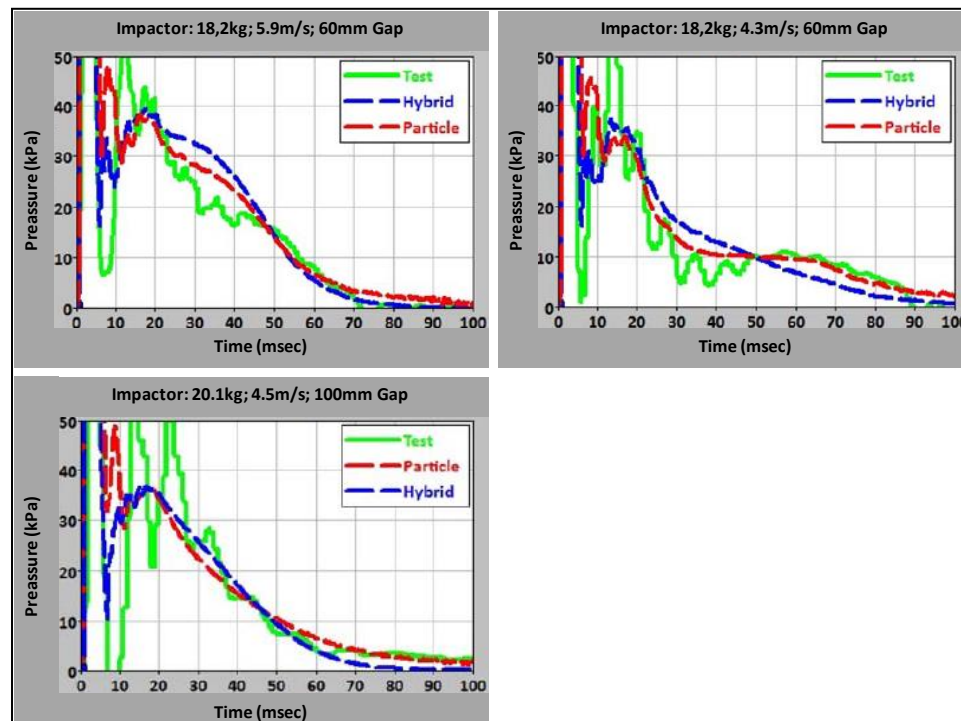 Impactor: 18,2kg; 5.9m/s; 60mm Gap
50
40
30
20
10
0
Preassure (kPa)
Test
Hybrid
Particle
0 10 20 30 40 50 60 70 80 90 100
Time (msec)
Impactor: 18,2kg; 4.3m/s; 60mm Gap
50
40
30
20
10
0
Preassure (kPa)
Test
Hybrid
Particle
0 10 20 30 40 50 60 70 80 90 100
Time (msec)
Impactor: 20.1kg; 4.5m/s; 100mm Gap
50
40
30
20
10
0
Preassure (kPa)
Test
Particle
Hybrid
0 10 20 30 40 50 60 70 80 90 100
Time (msec)